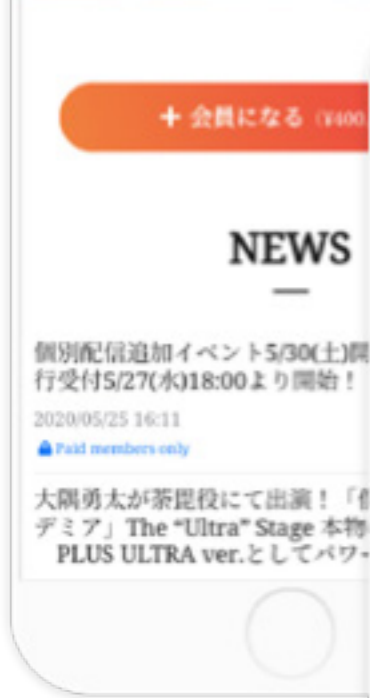 + 会員になる (¥400
NEWS
個別配信追加イベント5/30(土)開
行受付5/27(水)18:00より開始！
2020/05/25 16:11
Paid members only
大隅勇太が荼毘役にて出演！「僕
デミア」The “Ultra” Stage 本物
PLUS ULTRA ver.としてパワー